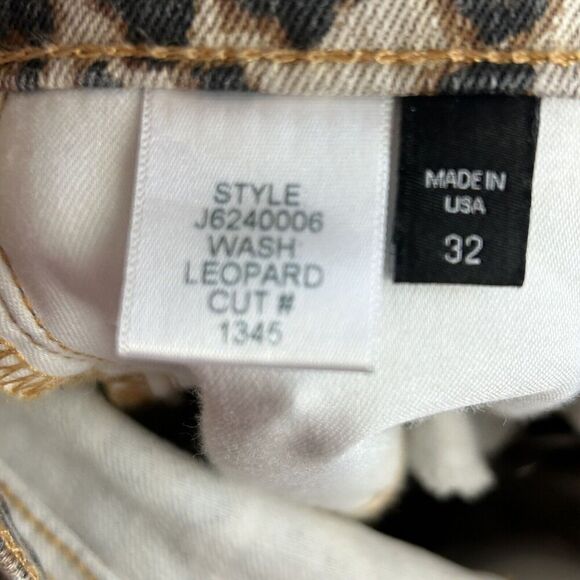 STYLE
J6240006
WASH
LEOPARD
CUT #
1345
MADE IN
USA
32